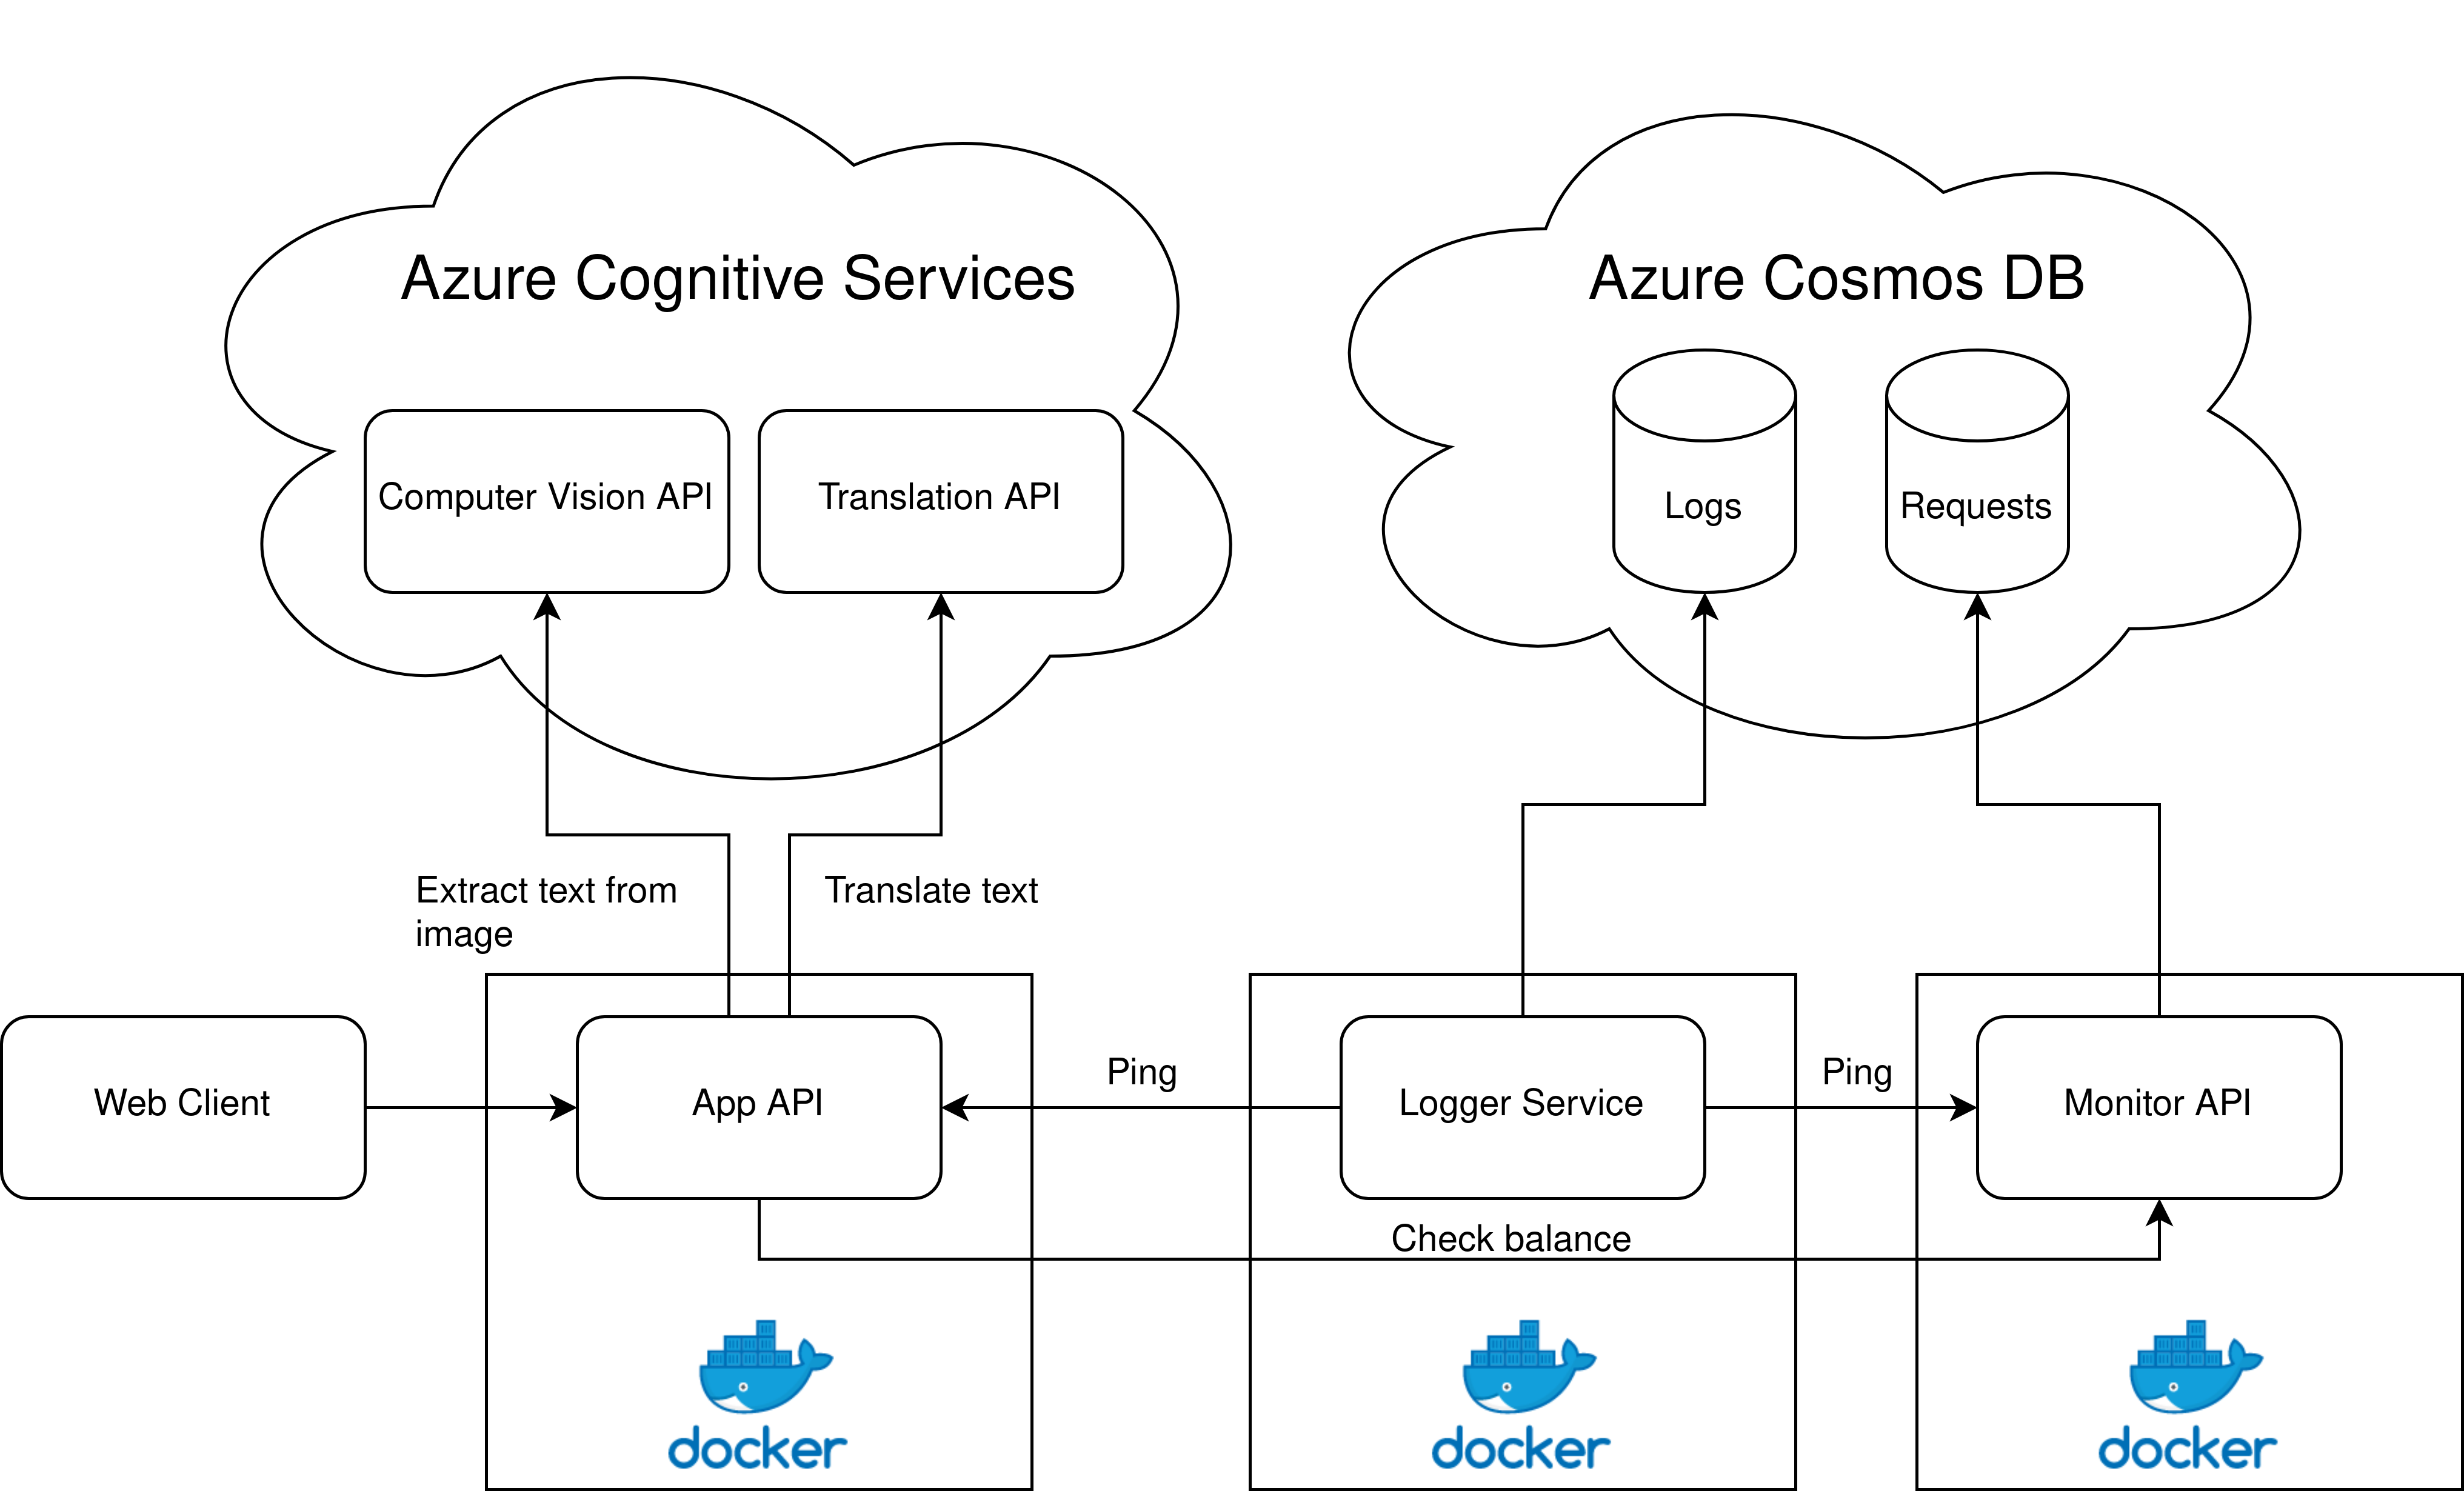 Azure Cognitive Services
Azure Cosmos DB
Computer Vision API
Translation API
Logs
Requests
Extract text from
image
Translate text
Web Client
App API
Ping
Logger Service
Ping
Monitor API
Check balance
docker
docker
docker